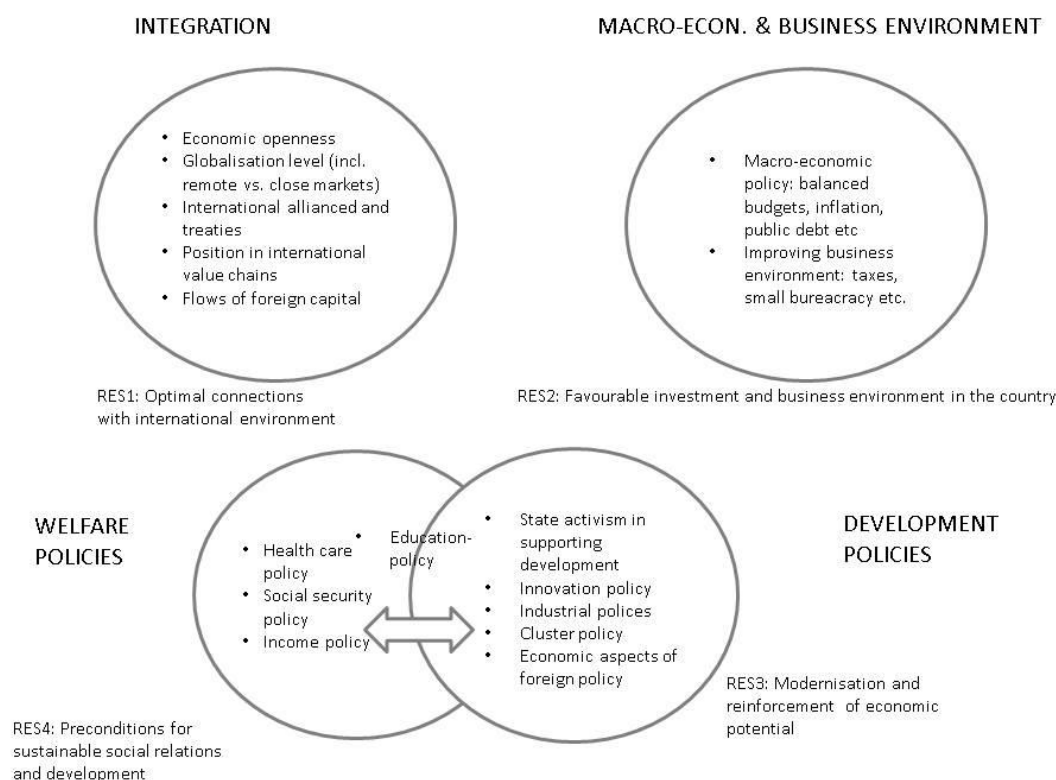 INTEGRATION
MACRO-ECON. & BUSINESS ENVIRONMENT
• Economic openness
• Globalisation level (incl.
remote vs. close markets)
• International allianced and
treaties
• Position in international
value chains
• Flows of foreign capital
• Macro-economic
policy: balanced
budgets, inflation,
public debt etc
• Improving business
environment: taxes,
small bureacracy etc.
RES1: Optimal connections
with international environment
RES2: Favourable investment and business environment in the country
WELFARE
POLICIES
• Education-
policy
• Health care
policy
• Social security
policy
• Income policy
• State activism in
supporting
development
• Innovation policy
• Industrial polices
• Cluster policy
• Economic aspects of
foreign policy
DEVELOPMENT
POLICIES
RES3: Modernisation and
reinforcement of economic
potential
RES4: Preconditions for
sustainable social relations
and development